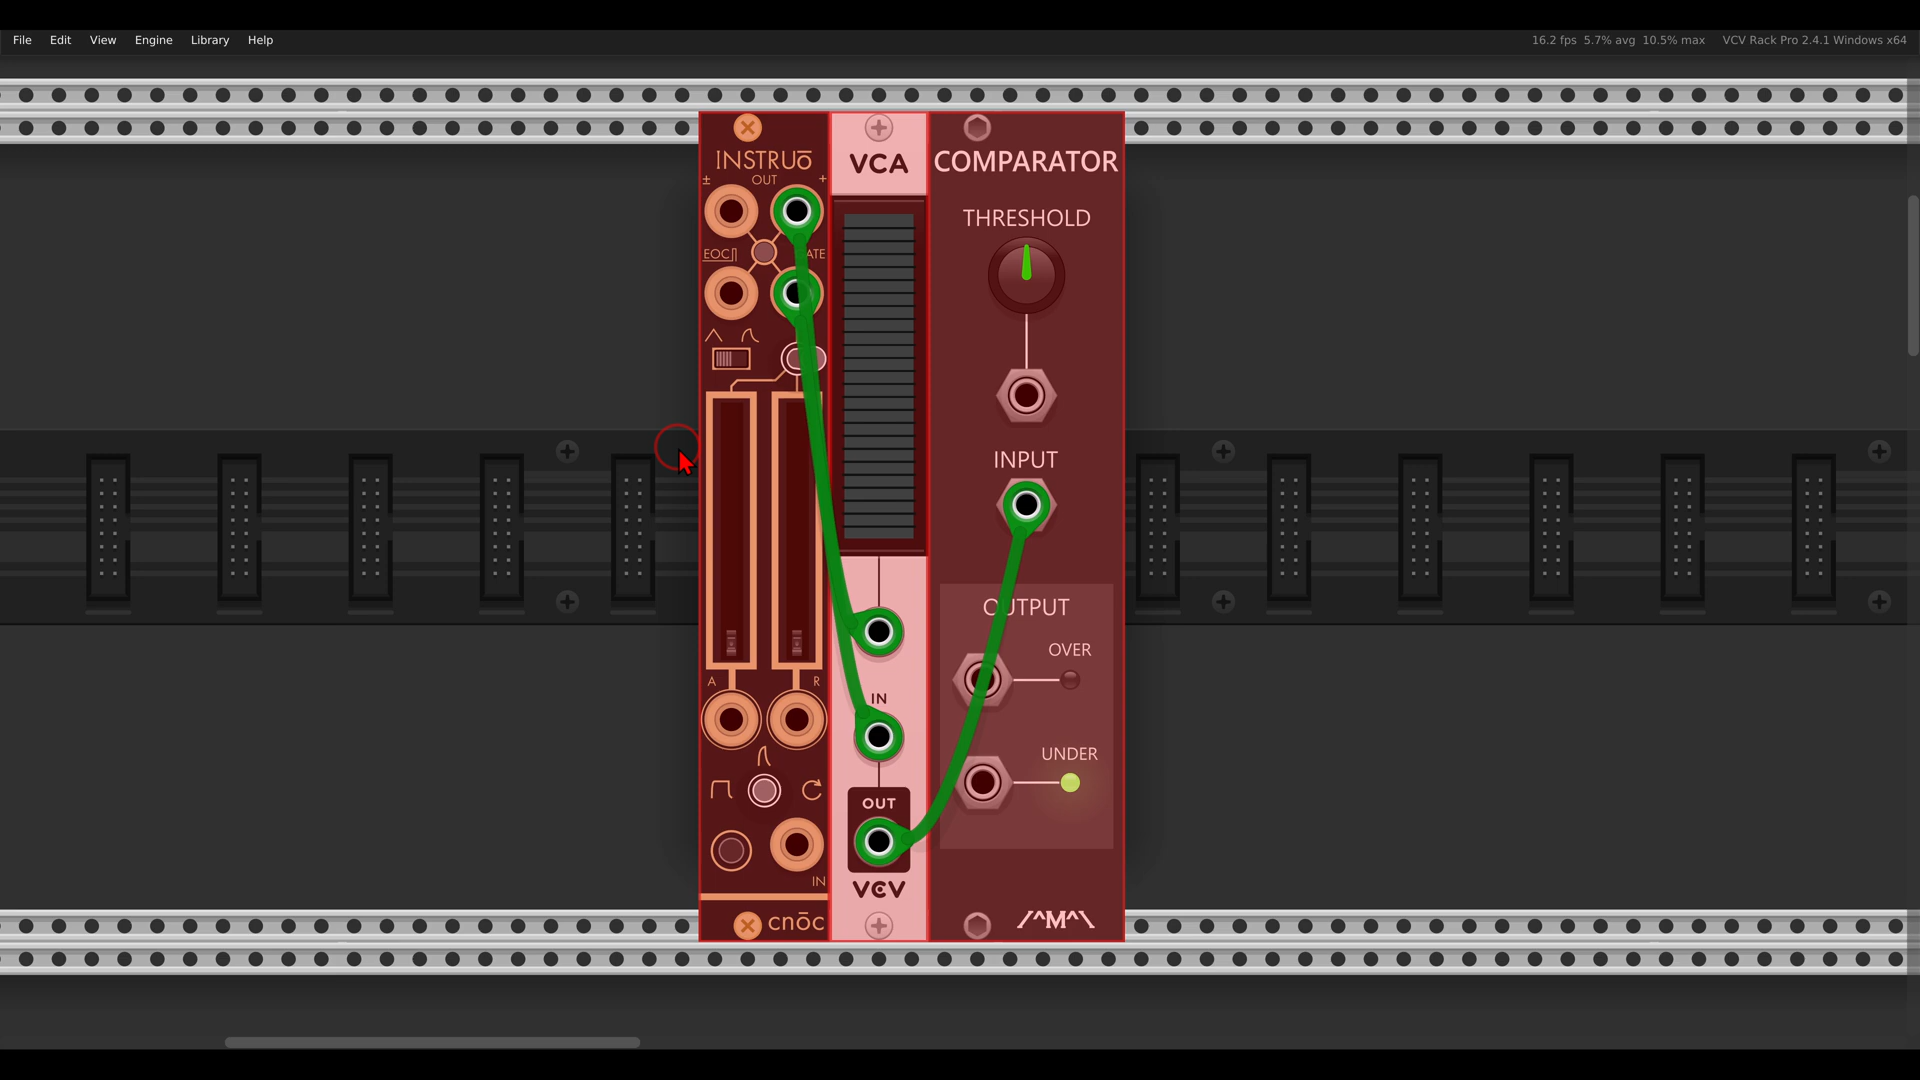 File Edit View Engine Library Help
16.2 fps 5.7% avg 10.5% max VCV Rack Pro 2.4.1 Windows x64
INSTRUŌ
± OUT +
EOC
A R
IN
cnōc
VCA
IN
OUT
VCV
COMPARATOR
THRESHOLD
INPUT
OUTPUT
OVER
UNDER
/^M^\